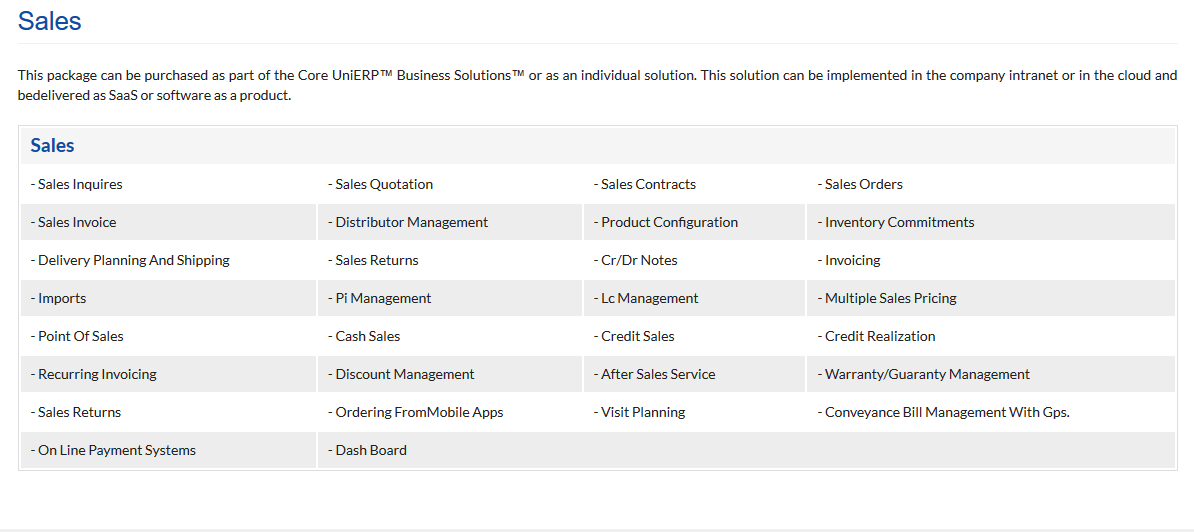 Sales
This package can be purchased as part of the Core UniERP™ Business Solutions™ or as an individual solution. This solution can be implemented in the company intranet or in the cloud and
bedelivered as SaaS or software as a product.
Sales
- Sales Inquires - Sales Quotation - Sales Contracts - Sales Orders
- Sales Invoice - Distributor Management - Product Configuration - Inventory Commitments
- Delivery Planning And Shipping - Sales Returns - Cr/Dr Notes - Invoicing
- Imports - Pi Management - Lc Management - Multiple Sales Pricing
- Point Of Sales - Cash Sales - Credit Sales - Credit Realization
- Recurring Invoicing - Discount Management - After Sales Service - Warranty/Guaranty Management
- Sales Returns - Ordering FromMobile Apps - Visit Planning - Conveyance Bill Management With Gps.
- On Line Payment Systems - Dash Board